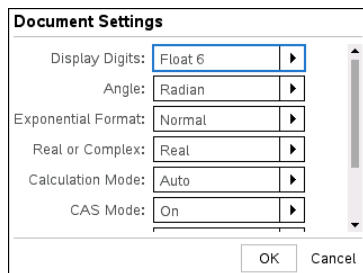 Document Settings
Display Digits: Float 6
Angle: Radian
Exponential Format: Normal
Real or Complex: Real
Calculation Mode: Auto
CAS Mode: On
OK Cancel